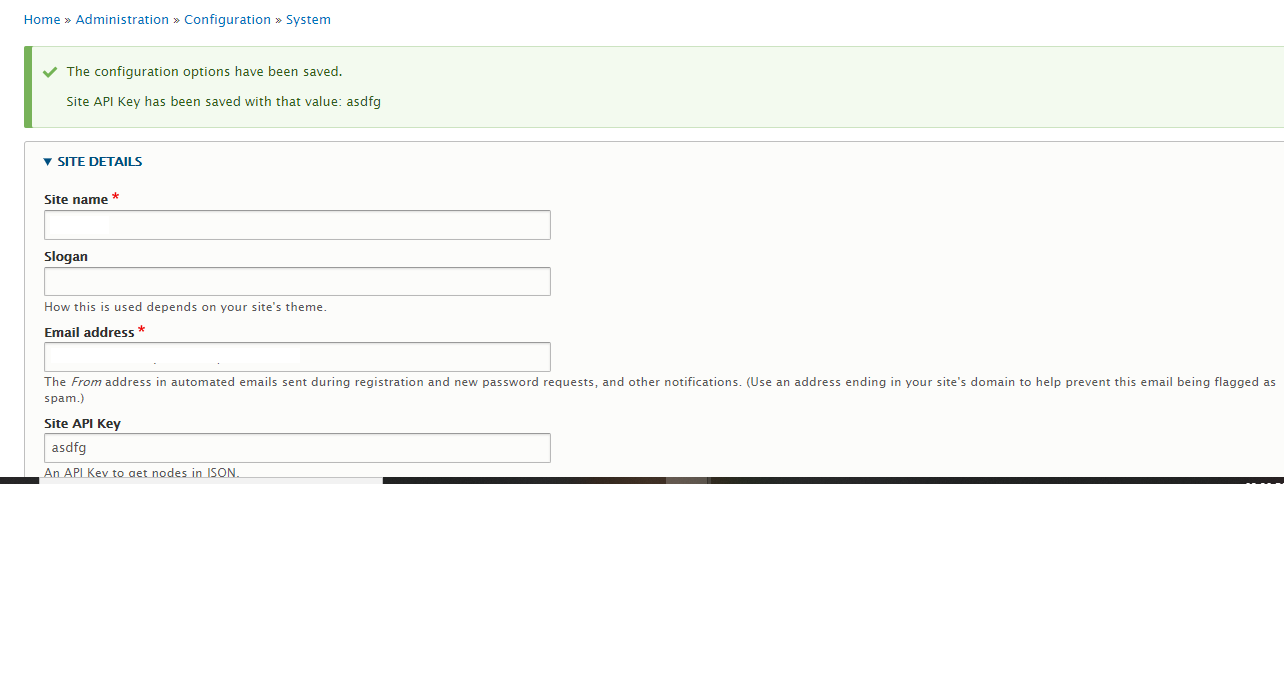 Home » Administration » Configuration » System
The configuration options have been saved.
Site API Key has been saved with that value: asdfg
SITE DETAILS
Site name *
Slogan
How this is used depends on your site's theme.
Email address *
The From address in automated emails sent during registration and new password requests, and other notifications. (Use an address ending in your site's domain to help prevent this email being flagged as
spam.)
Site API Key
asdfg
An API Key to get nodes in JSON.